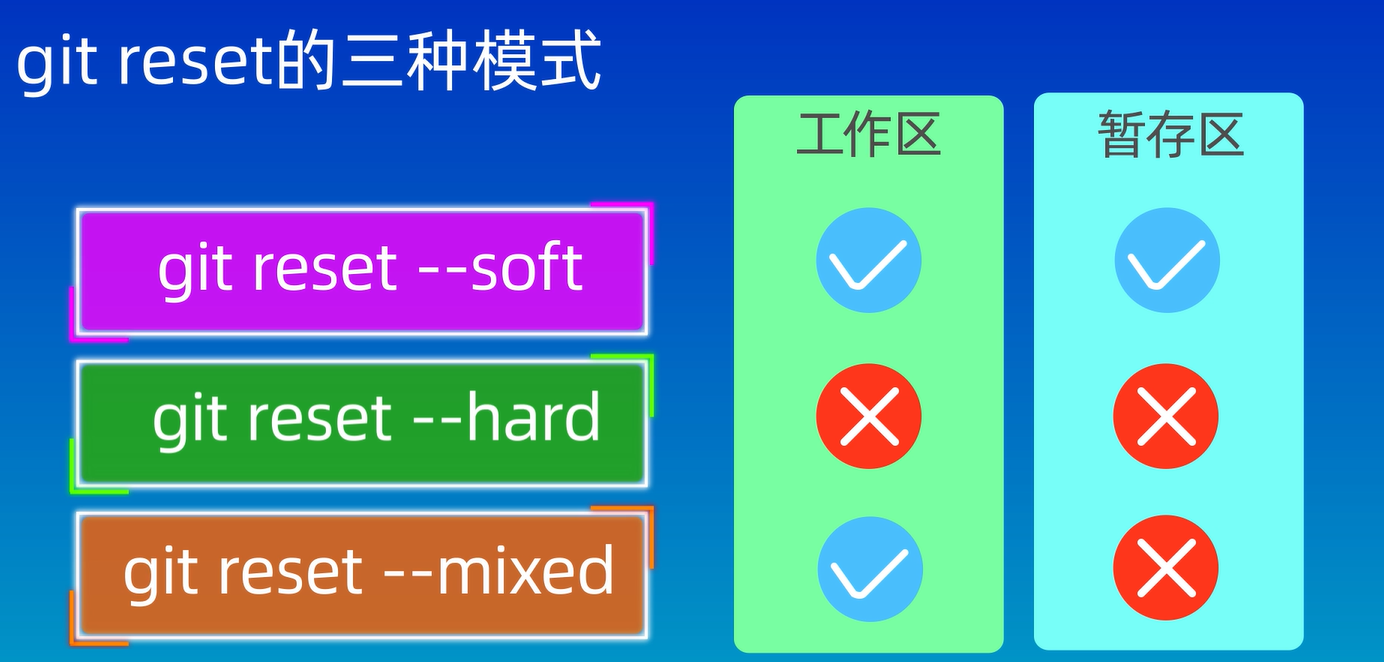 git reset的三种模式
工作区
暂存区
git reset --soft
git reset --hard
git reset --mixed